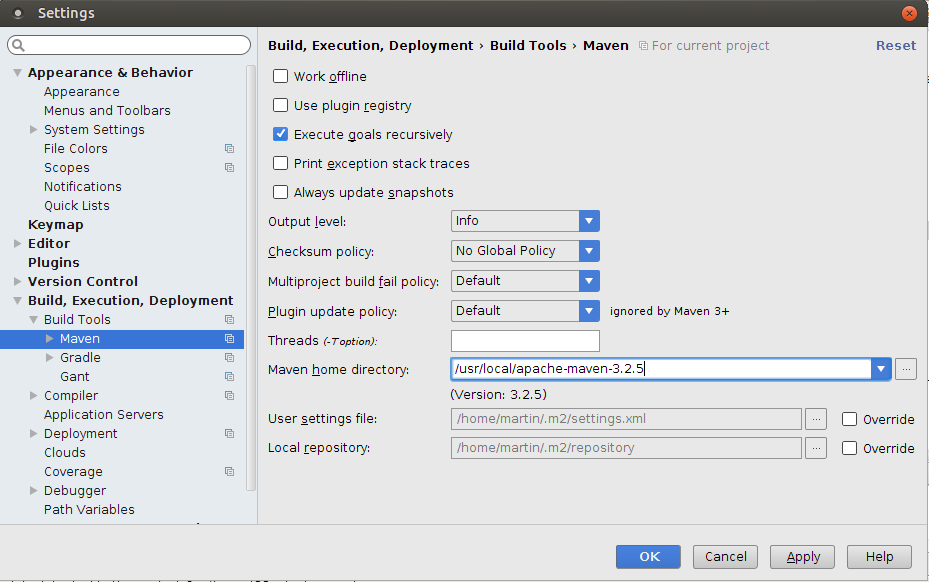 Settings
Appearance & Behavior
Appearance
Menus and Toolbars
System Settings
File Colors
Scopes
Notifications
Quick Lists
Keymap
Editor
Plugins
Version Control
Build, Execution, Deployment
Build Tools
Maven
Gradle
Gant
Compiler
Application Servers
Deployment
Clouds
Coverage
Debugger
Path Variables
Build, Execution, Deployment › Build Tools › Maven For current project Reset
Work offline
Use plugin registry
Execute goals recursively
Print exception stack traces
Always update snapshots
Output level: Info
Checksum policy: No Global Policy
Multiproject build fail policy: Default
Plugin update policy: Default ignored by Maven 3+
Threads (-T option):
Maven home directory: /usr/local/apache-maven-3.2.5 ...
(Version: 3.2.5)
User settings file: /home/martin/.m2/settings.xml ... Override
Local repository: /home/martin/.m2/repository ... Override
OK Cancel Apply Help